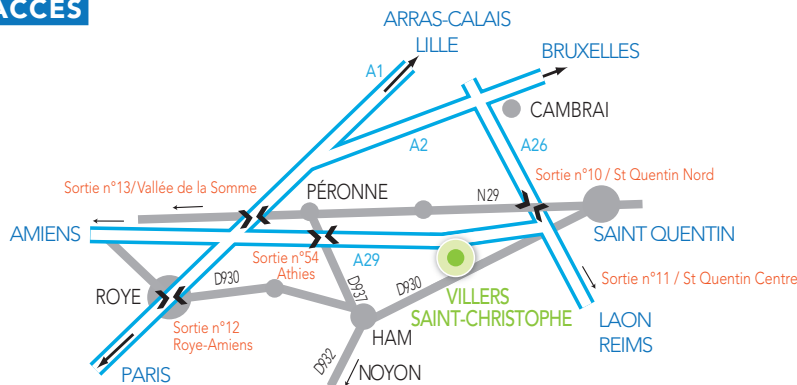 ACCÈS
ARRAS-CALAIS
LILLE
BRUXELLES
A1
CAMBRAI
A2
A26
Sortie n°10 / St Quentin Nord
Sortie n°13/Vallée de la Somme
PÉRONNE
N29
AMIENS
SAINT QUENTIN
Sortie n°54
Athies
A29
D930
D937
D930
Sortie n°11 / St Quentin Centre
ROYE
VILLERS
SAINT-CHRISTOPHE
Sortie n°12
Roye-Amiens
LAON
REIMS
HAM
D932
NOYON
PARIS